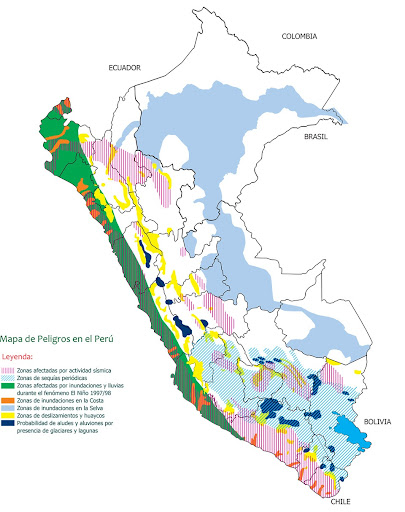 COLOMBIA
ECUADOR
BRASIL
Mapa de Peligros en el Perú
Leyenda:
Zonas afectadas por actividad sísmica
Zonas de sequías periódicas
Zonas afectadas por inundaciones y lluvias
durante el fenómeno El Niño 1997/98
Zonas de inundaciones en la Costa
Zonas de inundaciones en la Selva
Zonas de deslizamientos y huaycos
Probabilidad de aludes y aluviones por
presencia de glaciares y lagunas
BOLIVIA
CHILE